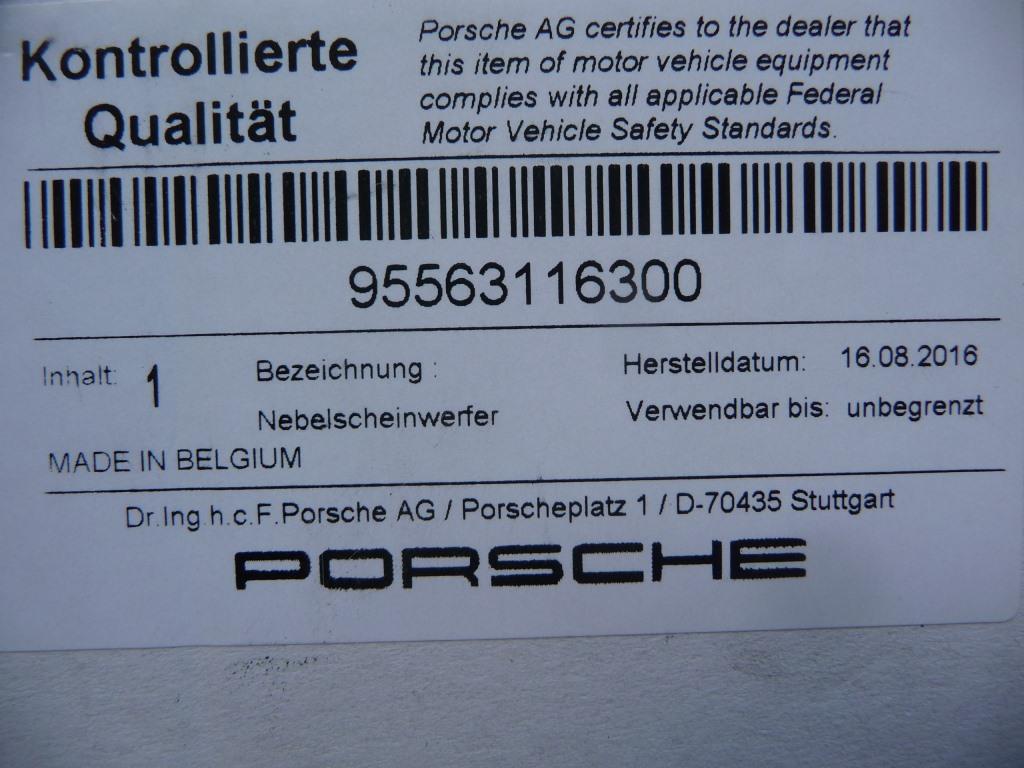 Kontrollierte
Qualität
Porsche AG certifies to the dealer that
this item of motor vehicle equipment
complies with all applicable Federal
Motor Vehicle Safety Standards.
95563116300
Inhalt: 1
Bezeichnung :
Nebelscheinwerfer
Herstelldatum: 16.08.2016
Verwendbar bis: unbegrenzt
MADE IN BELGIUM
Dr.Ing.h.c.F.Porsche AG / Porscheplatz 1 / D-70435 Stuttgart
PORSCHE